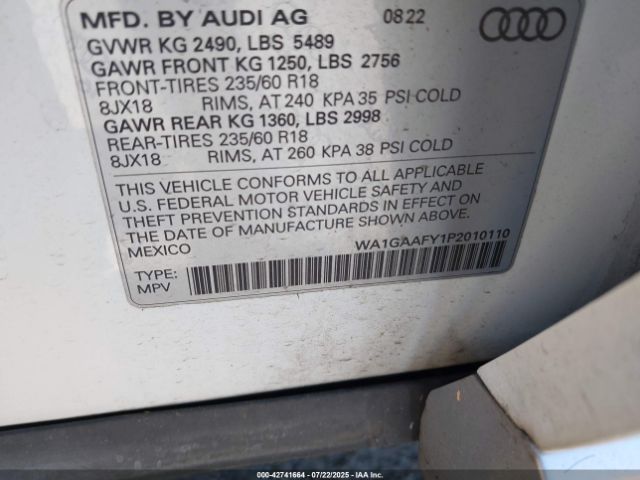 MFD. BY AUDI AG 08 22
GVWR KG 2490, LBS 5489
GAWR FRONT KG 1250, LBS 2756
FRONT-TIRES 235/60 R18
8JX18 RIMS, AT 240 KPA 35 PSI COLD
GAWR REAR KG 1360, LBS 2998
REAR-TIRES 235/60 R18
8JX18 RIMS, AT 260 KPA 38 PSI COLD
THIS VEHICLE CONFORMS TO ALL APPLICABLE
U.S. FEDERAL MOTOR VEHICLE SAFETY AND
THEFT PREVENTION STANDARDS IN EFFECT ON
THE DATE OF MANUFACTURE SHOWN ABOVE.
MEXICO WA1GAAFY1P2010110
TYPE:
MPV
000-42741664 - 07/22/2025 - IAAI.com